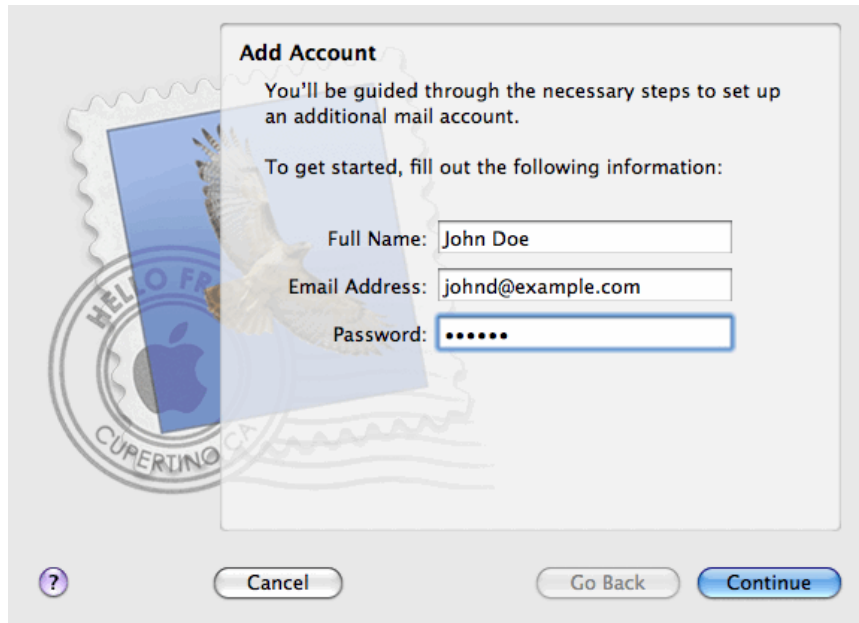 Add Account
You'll be guided through the necessary steps to set up
an additional mail account.
To get started, fill out the following information:
Full Name: John Doe
Email Address: johnd@example.com
Password: ••••••
HELLO FR
CUPERTINO CA
?
Cancel
Go Back
Continue